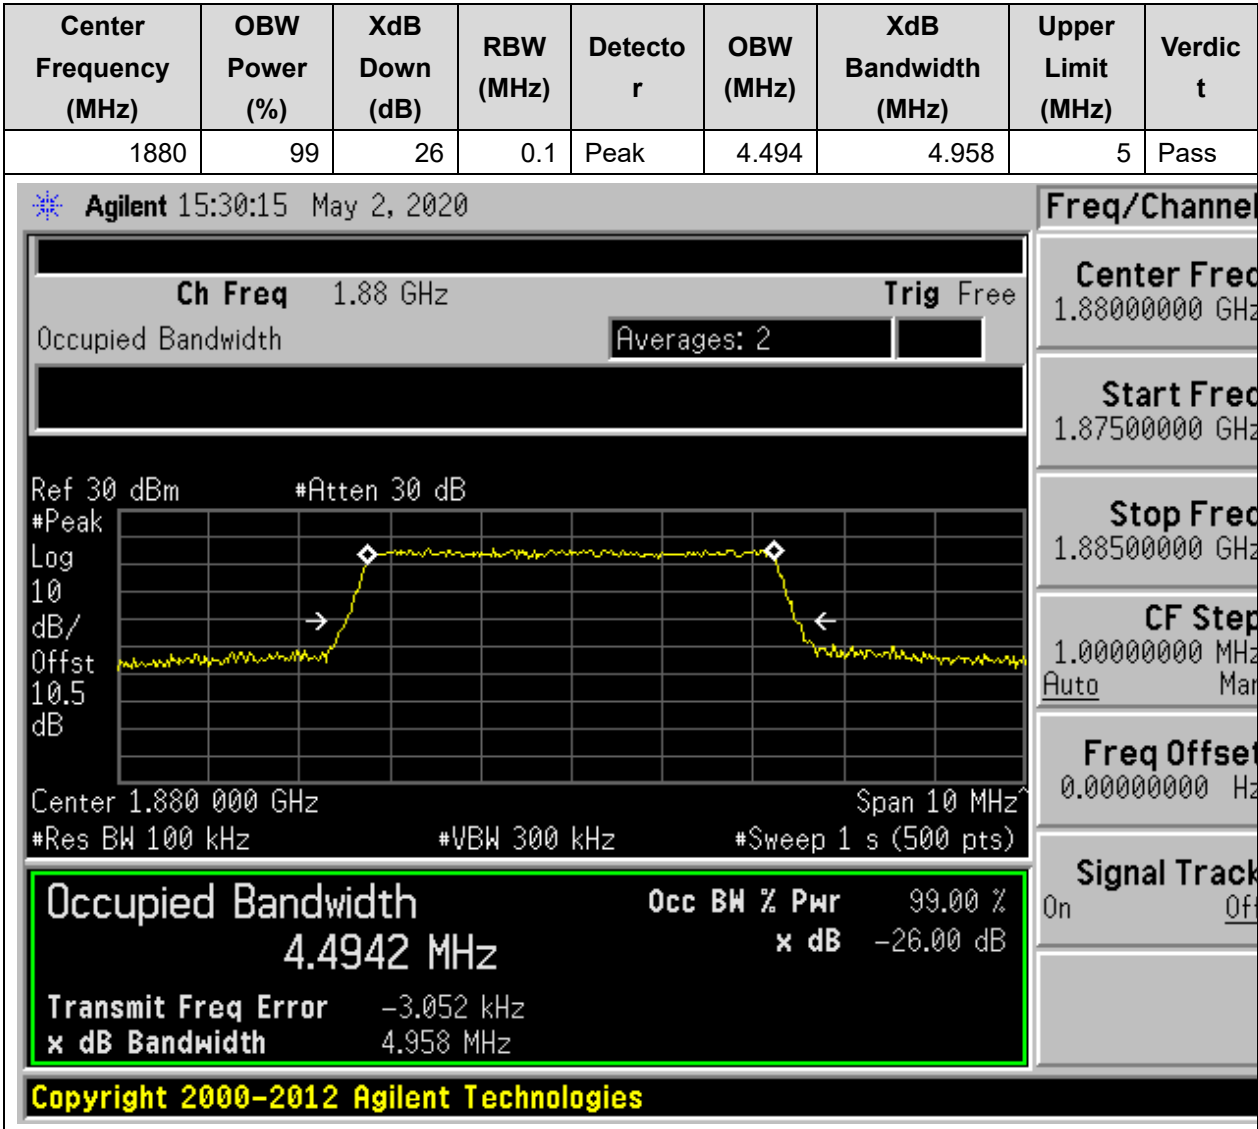 Center Frequency (MHz) OBW Power (%) XdB Down (dB) RBW (MHz) Detecto r OBW (MHz) XdB Bandwidth (MHz) Upper Limit (MHz) Verdic t
1880 99 26 0.1 Peak 4.494 4.958 5 Pass
Agilent 15:30:15 May 2, 2020
Ch Freq 1.88 GHz Trig Free
Occupied Bandwidth Averages: 2
Ref 30 dBm #Atten 30 dB
#Peak
Log
10
dB/
Offst
10.5
dB
Center 1.880 000 GHz Span 10 MHz^
#Res BW 100 kHz #VBW 300 kHz #Sweep 1 s (500 pts)
Occupied Bandwidth Occ BW % Pwr 99.00 %
4.4942 MHz x dB -26.00 dB
Transmit Freq Error -3.052 kHz
x dB Bandwidth 4.958 MHz
Copyright 2000-2012 Agilent Technologies
Freq/Channel
Center Freq
1.88000000 GHz
Start Freq
1.87500000 GHz
Stop Freq
1.88500000 GHz
CF Step
1.00000000 MHz
Auto Man
Freq Offset
0.00000000 Hz
Signal Track
On Off